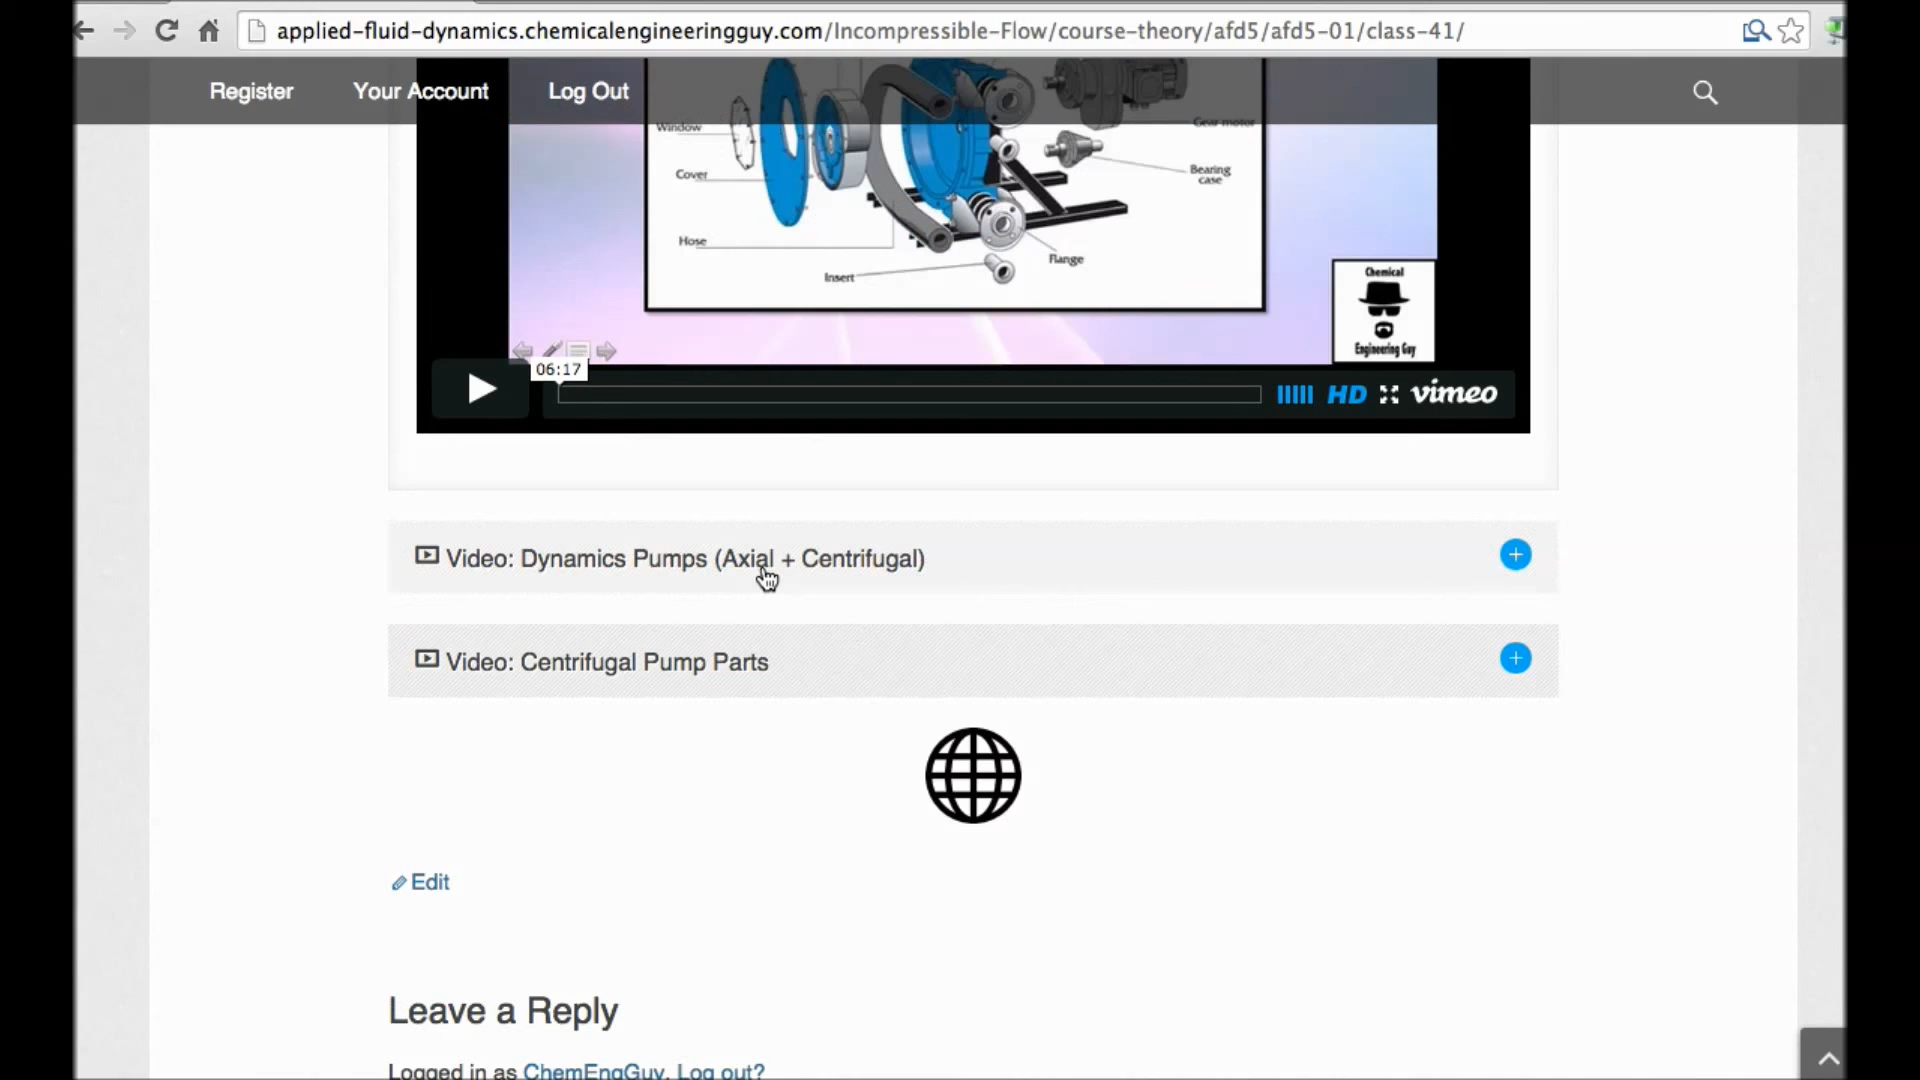 applied-fluid-dynamics.chemicalengineeringguy.com/Incompressible-Flow/course-theory/afd5/afd5-01/class-41/
Register Your Account Log Out
Window
Gear motor
Cover
Bearing
case
Hose
Flange
Insert
Chemical
Engineering Guy
06:17
HD vimeo
Video: Dynamics Pumps (Axial + Centrifugal)
Video: Centrifugal Pump Parts
Edit
Leave a Reply
Logged in as ChemEngGuy. Log out?